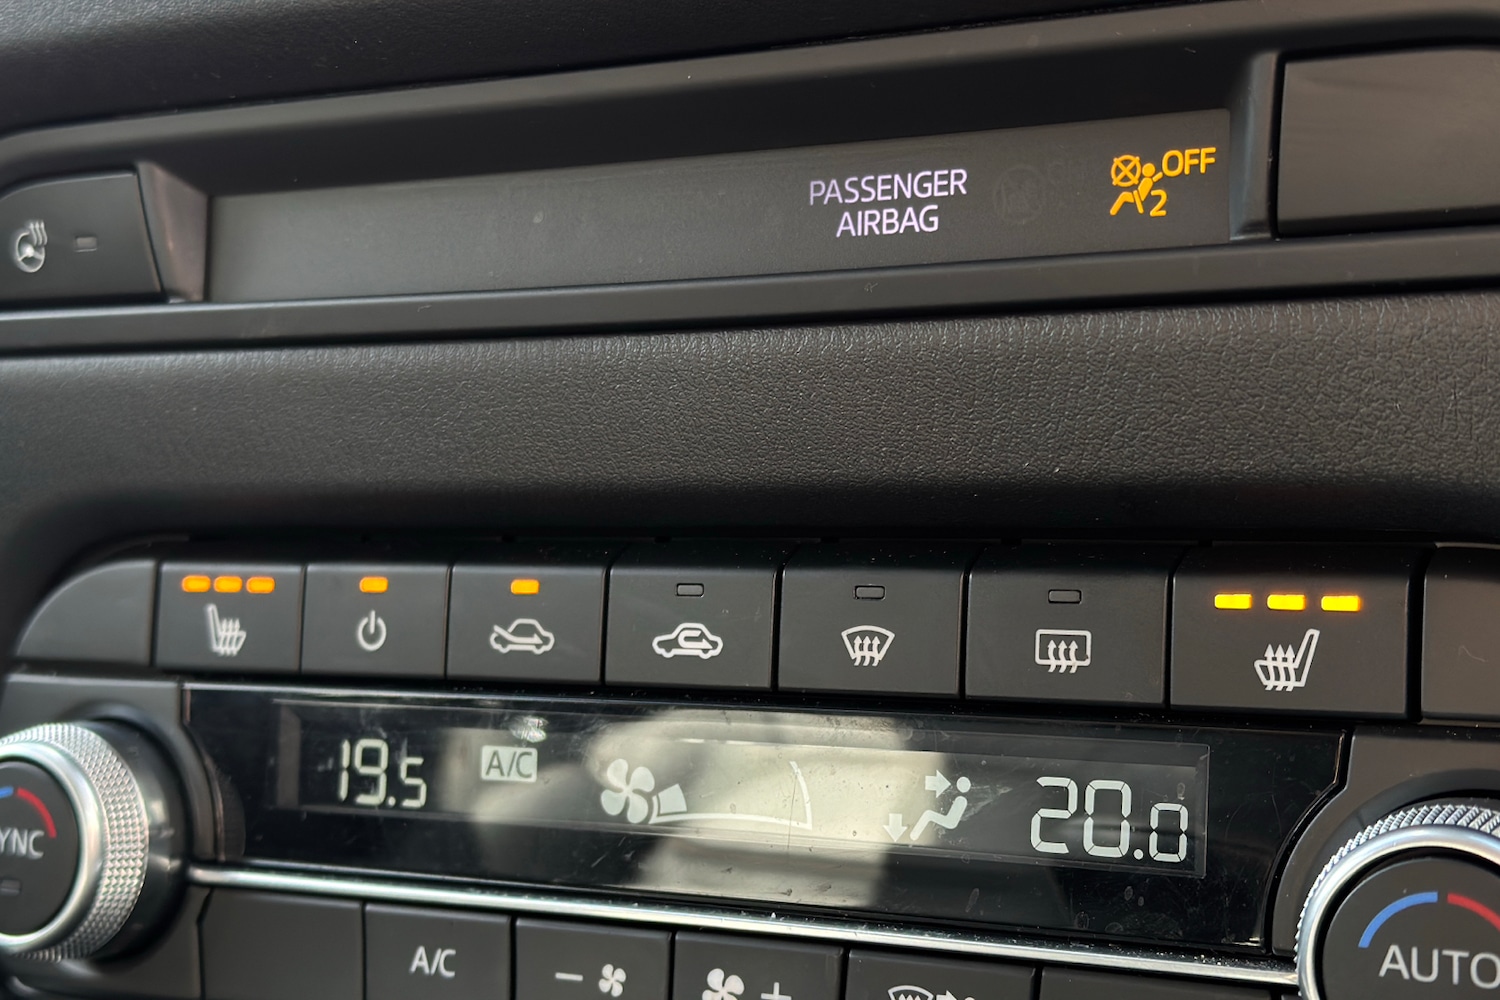 PASSENGER
AIRBAG
OFF
2
19.5
A/C
20.0
YNC
A/C
AUTO